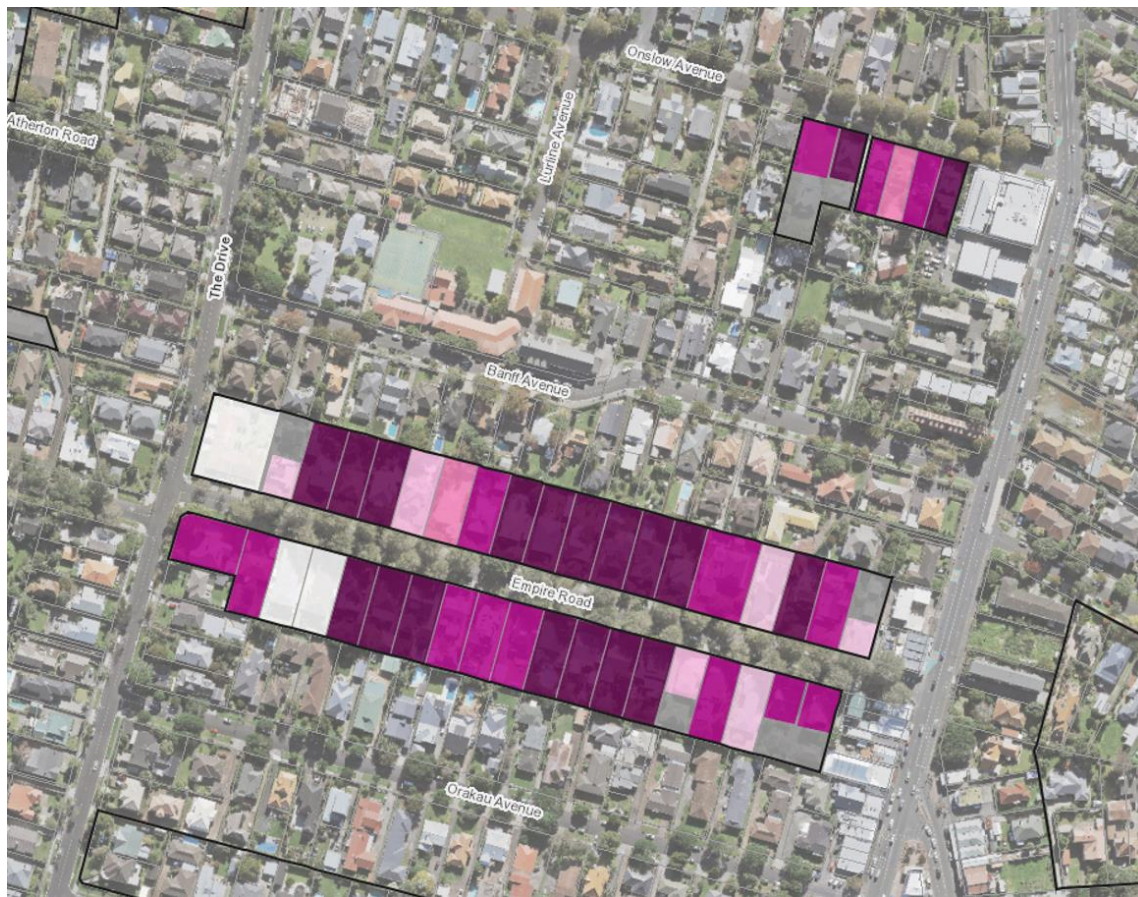 Onslow Avenue
Atherton Road
Lurline Avenue
The Drive
Banff Avenue
Empire Road
Orakau Avenue